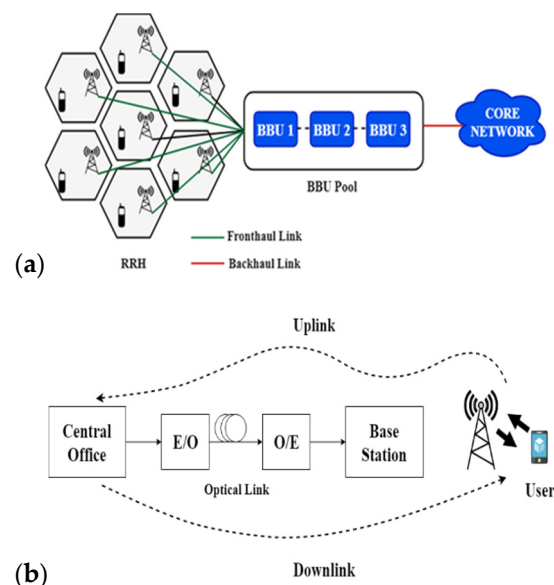 BBU 1
BBU 2
BBU 3
CORE
NETWORK
BBU Pool
RRH
Fronthaul Link
Backhaul Link
(a)
Uplink
Central
Office
E/O
O/E
Base
Station
Optical Link
User
Downlink
(b)